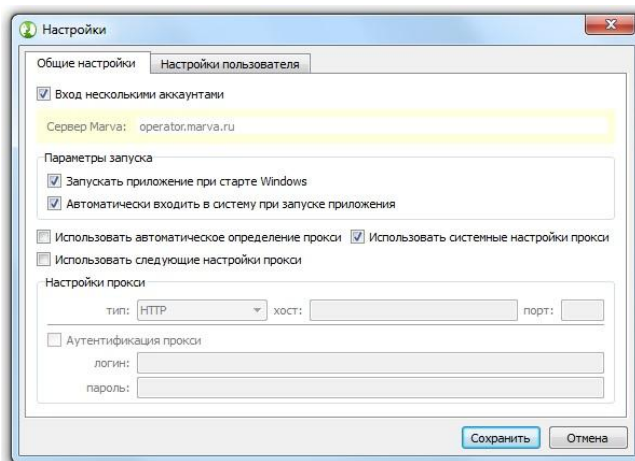 Настройки
Общие настройки Настройки пользователя
Вход несколькими аккаунтами
Сервер Marva: operator.marva.ru
Параметры запуска
Запускать приложение при старте Windows
Автоматически входить в систему при запуске приложения
Использовать автоматическое определение прокси Использовать системные настройки прокси
Использовать следующие настройки прокси
Настройки прокси
тип: HTTP хост: порт:
Аутентификация прокси
логин:
пароль:
Сохранить Отмена